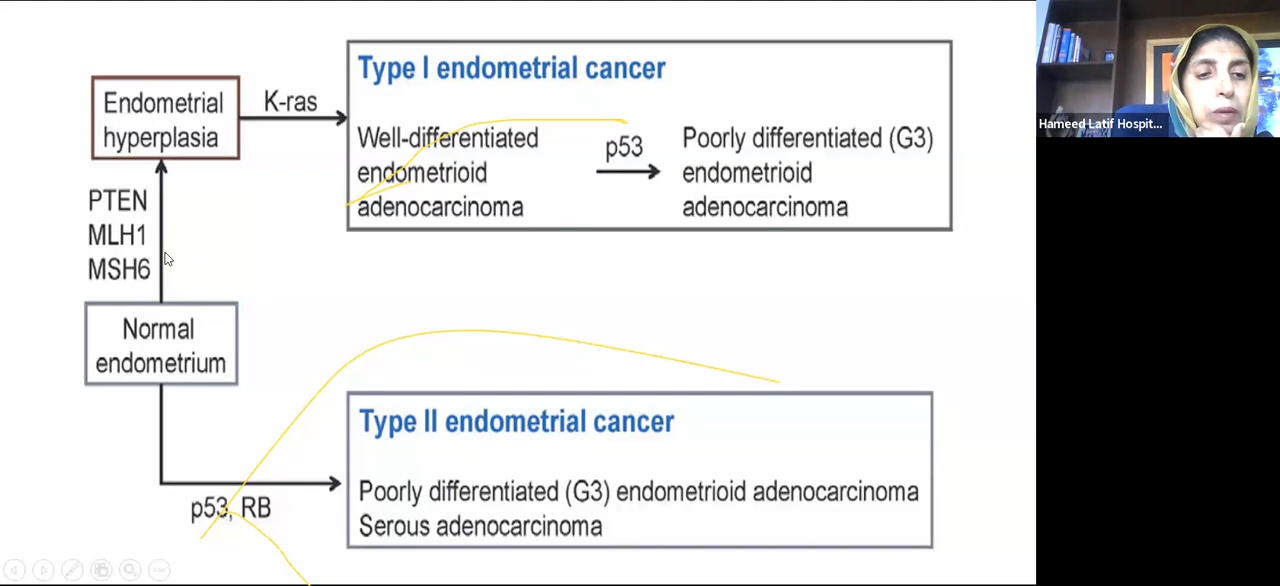 Type I endometrial cancer
Endometrial
hyperplasia
K-ras
Well-differentiated
endometrioid
adenocarcinoma
p53
Poorly differentiated (G3)
endometrioid
adenocarcinoma
PTEN
MLH1
MSH6
Normal
endometrium
p53, RB
Type II endometrial cancer
Poorly differentiated (G3) endometrioid adenocarcinoma
Serous adenocarcinoma
Hameed Latif Hospit...